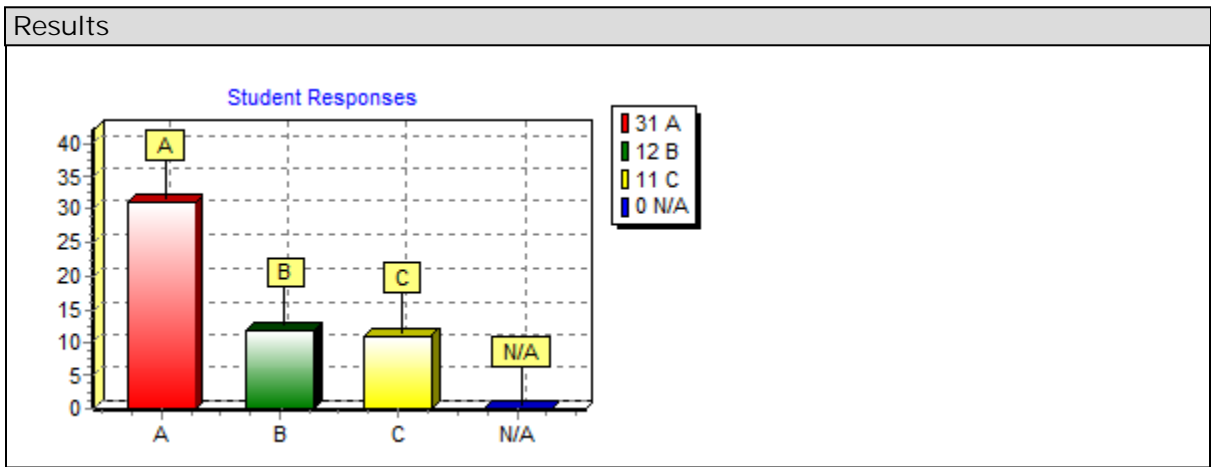 Results
Student Responses
40
35
30
25
20
15
10
5
0
A
B
C
N/A
A
B
C
N/A
31 A
12 B
11 C
0 N/A